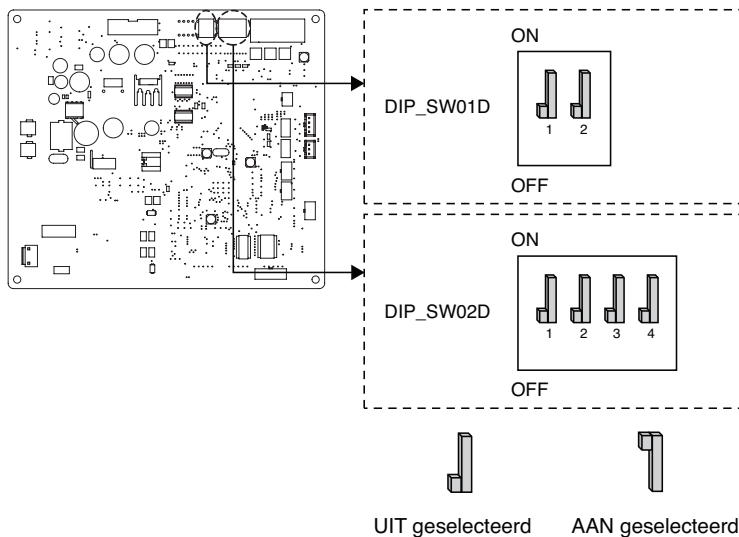 ON
DIP_SW01D
1 2
OFF
ON
DIP_SW02D
1 2 3 4
OFF
UIT geselecteerd AAN geselecteerd